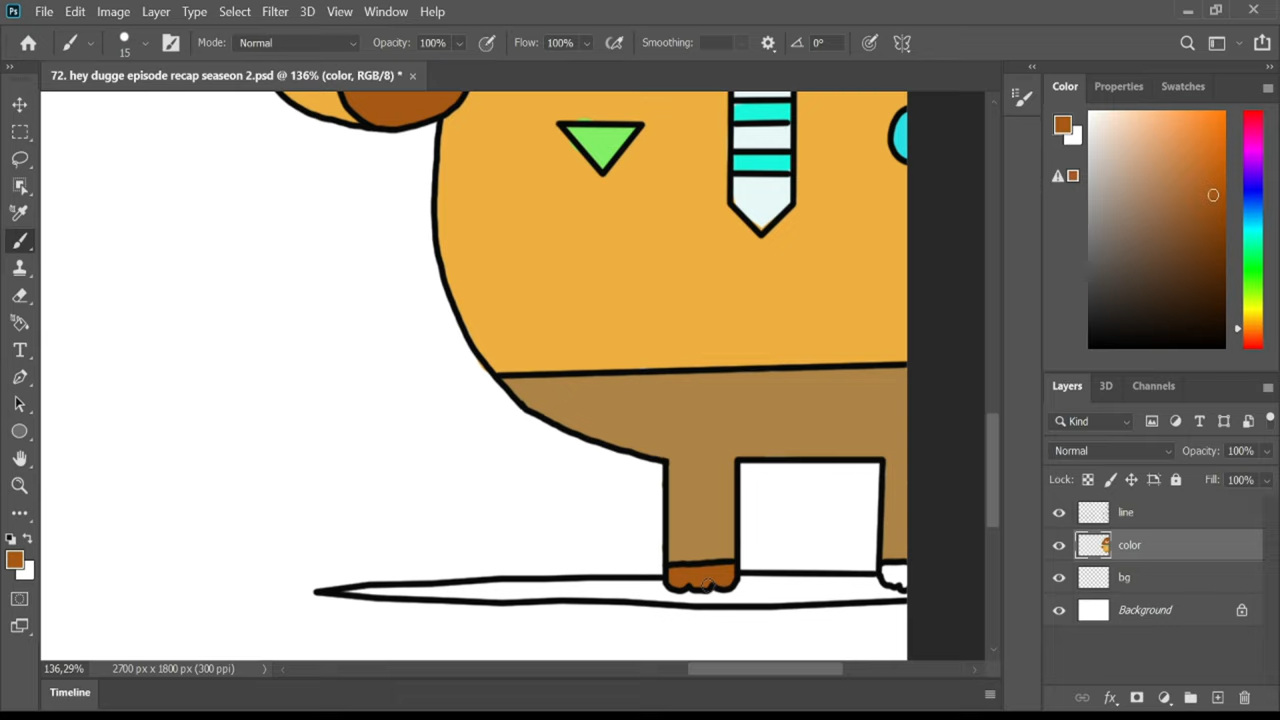 Ps File Edit Image Layer Type Select Filter 3D View Window Help
15 Mode: Normal Opacity: 100% Flow: 100% Smoothing: 0°
72. hey dugge episode recap seaseon 2.psd @ 136% (color, RGB/8) *
Color Properties Swatches
Layers 3D Channels
Kind
Normal Opacity: 100%
Lock: Fill: 100%
line
color
bg
Background
136,29% 2700 px x 1800 px (300 ppi)
Timeline
fx